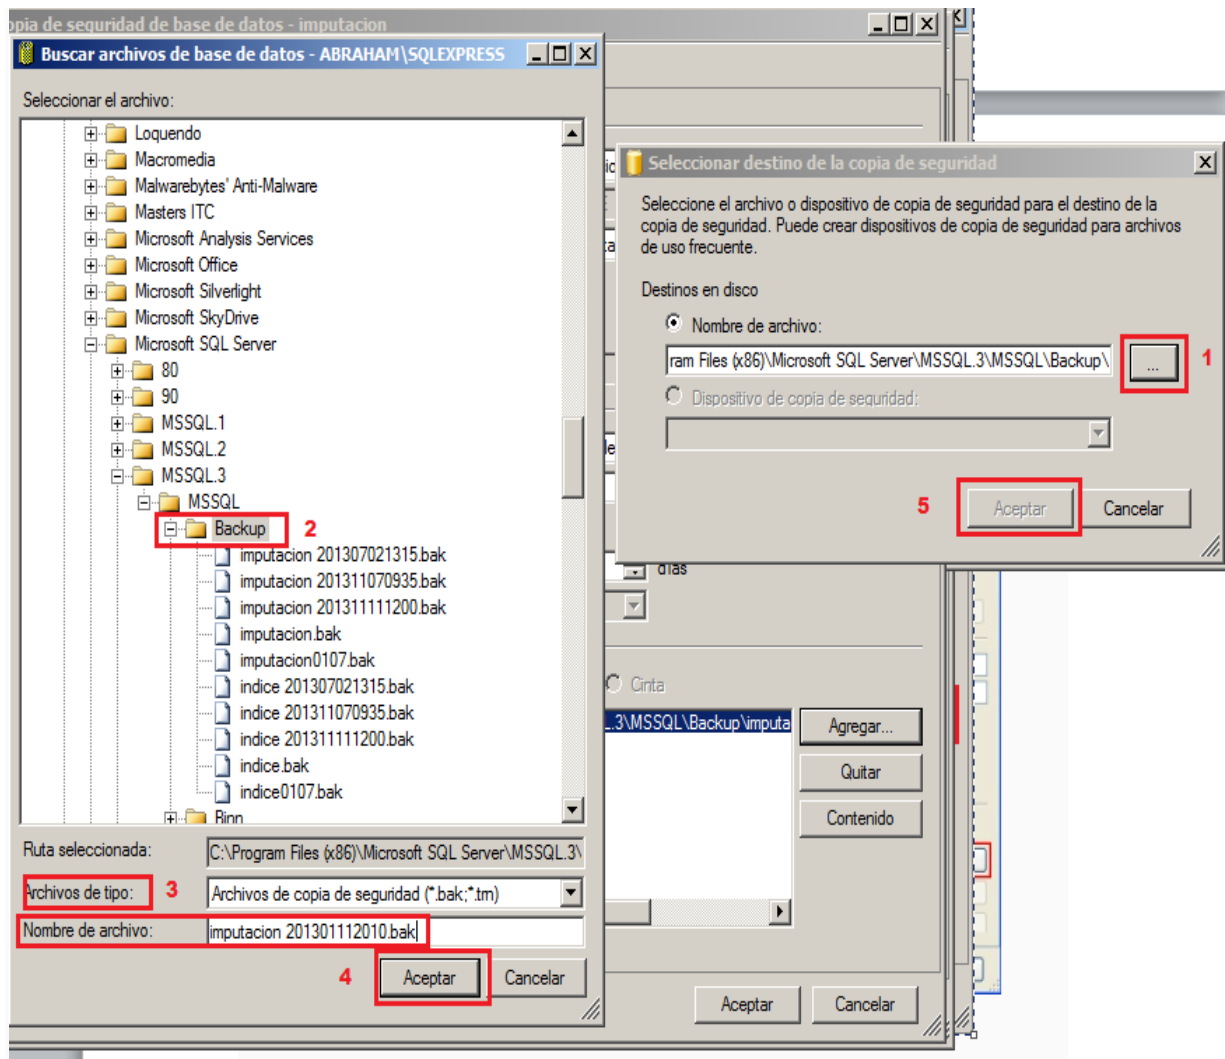 opia de seguridad de base de datos - imputacion
Buscar archivos de base de datos - ABRAHAM\SQLEXPRESS
Seleccionar el archivo:
Loquendo
Macromedia
Malwarebytes' Anti-Malware
Masters ITC
Microsoft Analysis Services
Microsoft Office
Microsoft Silverlight
Microsoft SkyDrive
Microsoft SQL Server
80
90
MSSQL.1
MSSQL.2
MSSQL.3
MSSQL
Backup 2
imputacion 201307021315.bak
imputacion 201311070935.bak
imputacion 201311111200.bak
imputacion.bak
imputacion0107.bak
indice 201307021315.bak
indice 201311070935.bak
indice 201311111200.bak
indice.bak
indice0107.bak
Binn
Ruta seleccionada: C:\Program Files (x86)\Microsoft SQL Server\MSSQL.3\
Archivos de tipo: 3 Archivos de copia de seguridad (*.bak;*.trn)
Nombre de archivo: imputacion 201301112010.bak
4 Aceptar Cancelar
Seleccionar destino de la copia de seguridad
Seleccione el archivo o dispositivo de copia de seguridad para el destino de la
copia de seguridad. Puede crear dispositivos de copia de seguridad para archivos
de uso frecuente.
Destinos en disco
Nombre de archivo:
ram Files (x86)\Microsoft SQL Server\MSSQL.3\MSSQL\Backup\ ... 1
Dispositivo de copia de seguridad:
5 Aceptar Cancelar
días
Cinta
.3\MSSQL\Backup\imputa
Agregar...
Quitar
Contenido
Aceptar Cancelar